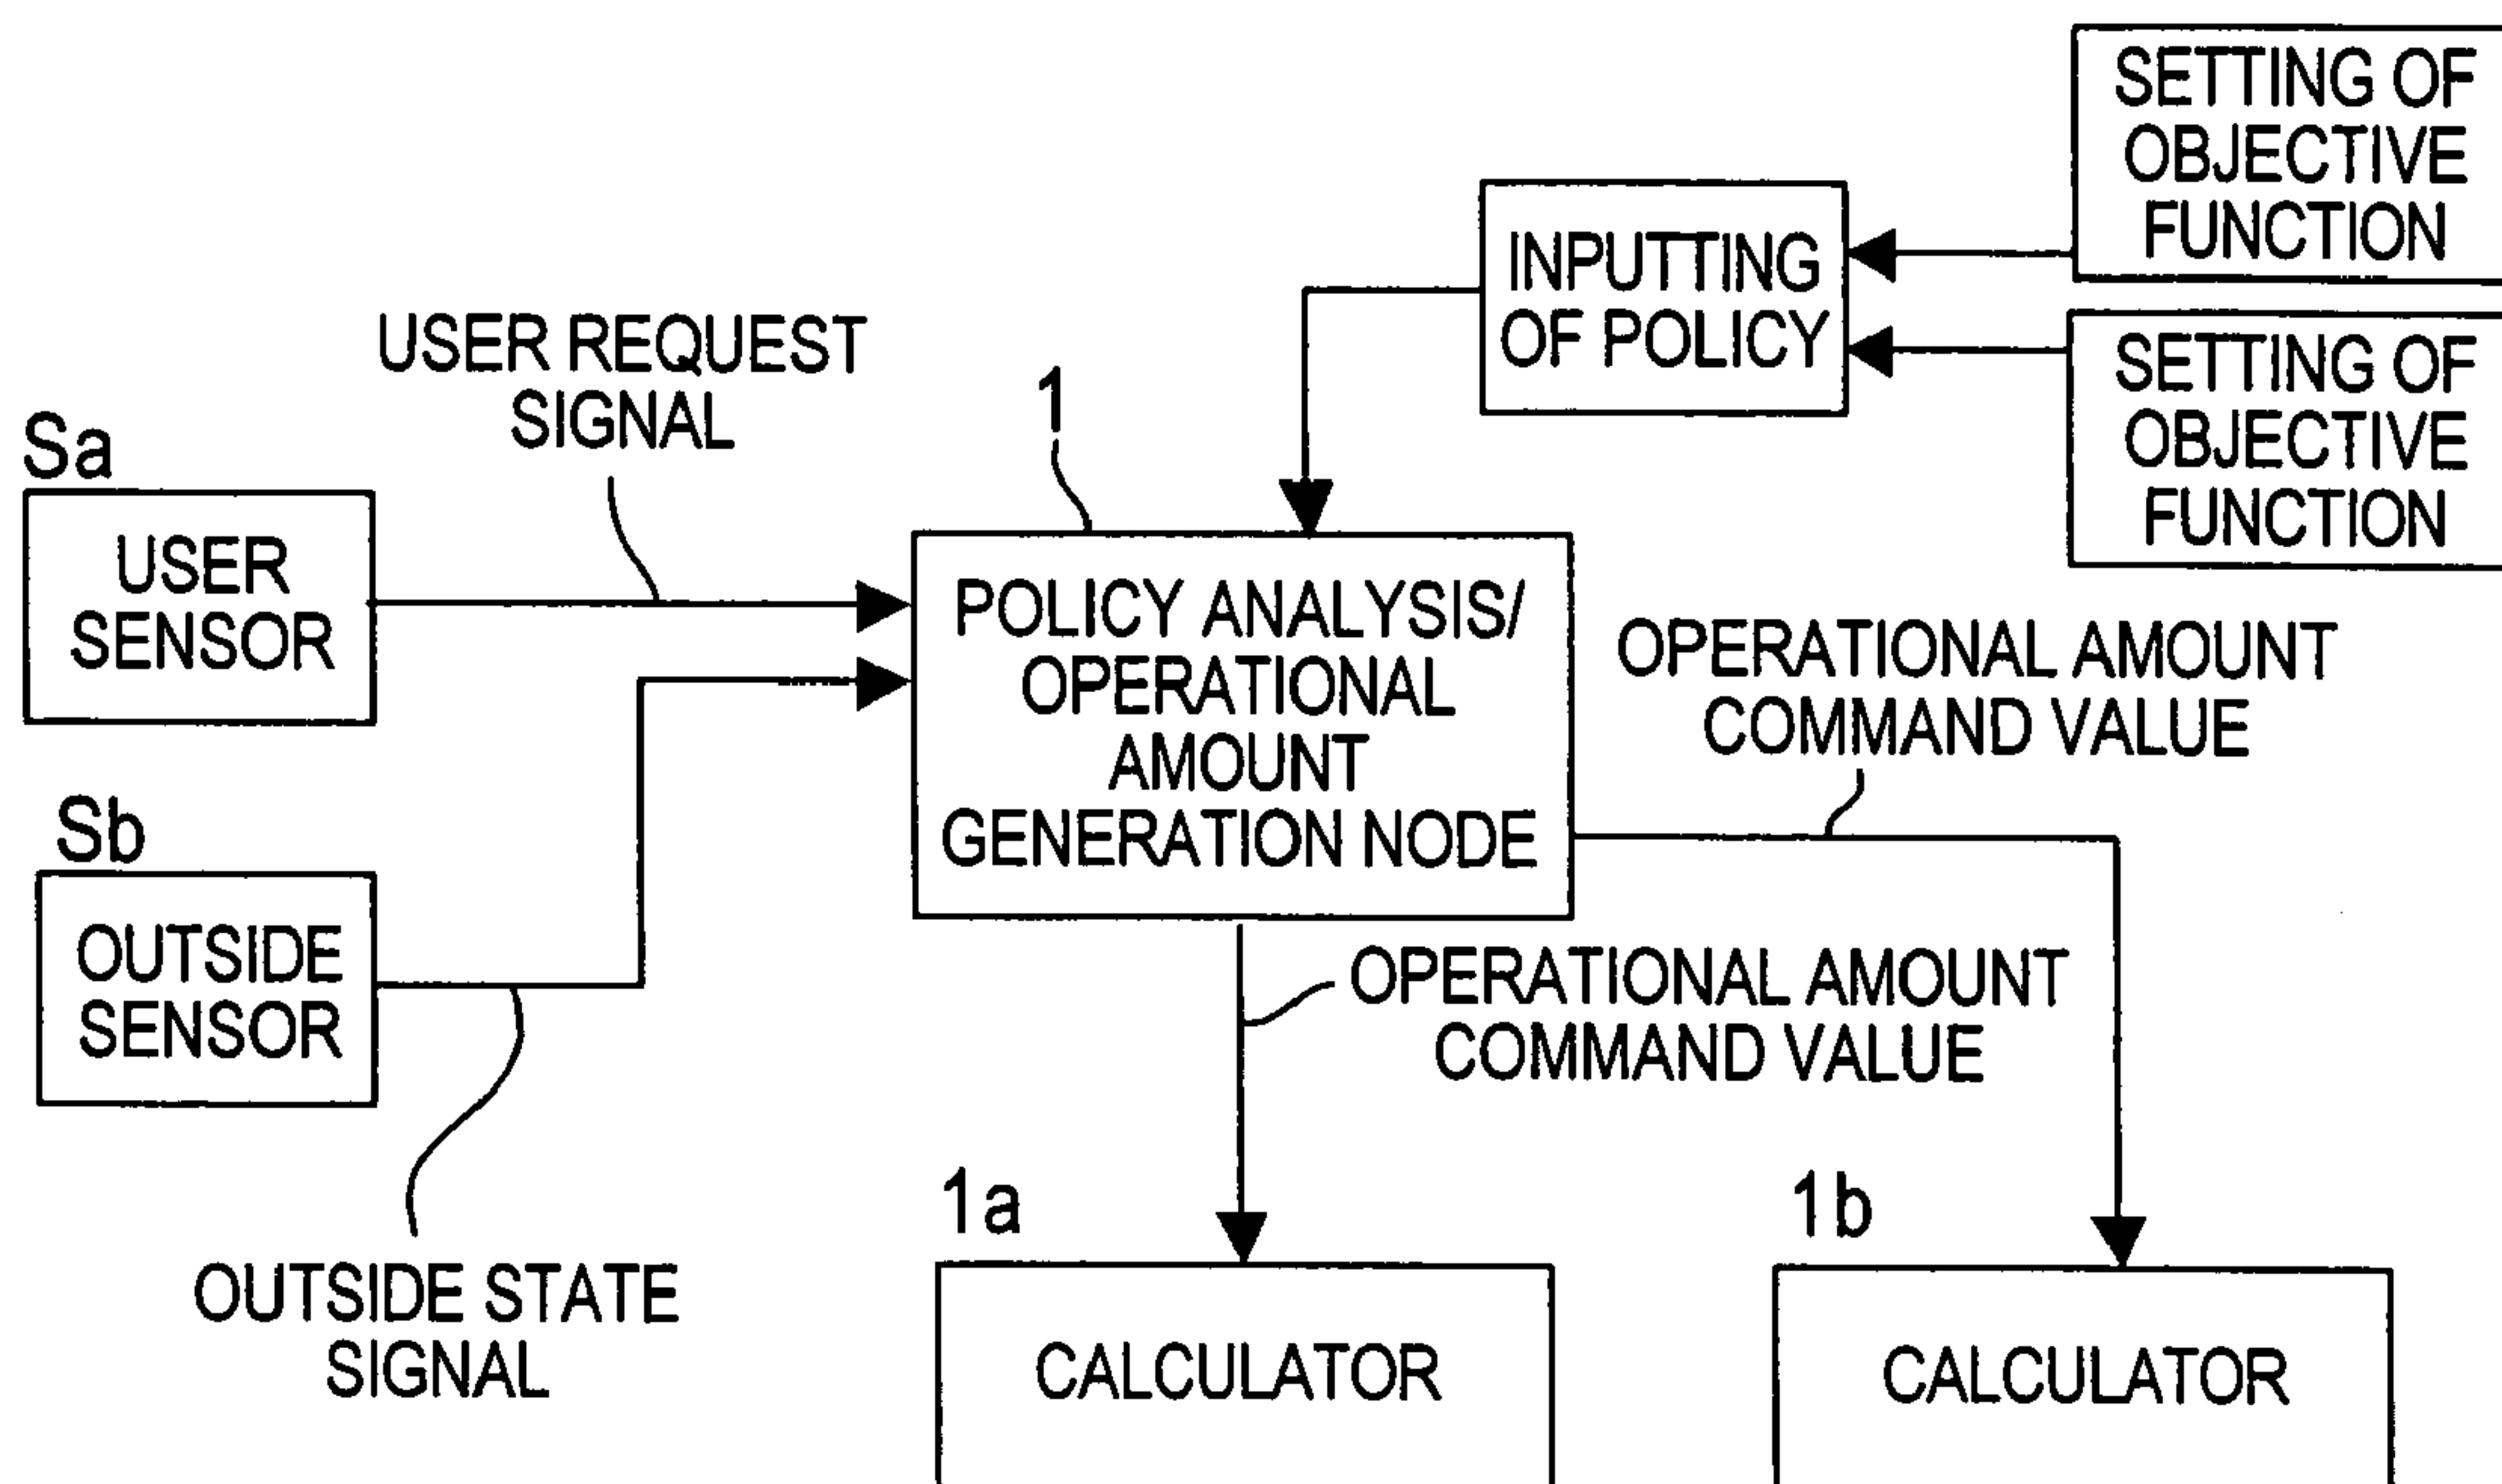 SETTING OF
OBJECTIVE
FUNCTION
INPUTTING
OF POLICY
SETTING OF
OBJECTIVE
FUNCTION
USER REQUEST
SIGNAL
1
Sa
USER
SENSOR
POLICY ANALYSIS/
OPERATIONAL
AMOUNT
GENERATION NODE
OPERATIONAL AMOUNT
COMMAND VALUE
Sb
OUTSIDE
SENSOR
OPERATIONAL AMOUNT
COMMAND VALUE
OUTSIDE STATE
SIGNAL
1a
CALCULATOR
1b
CALCULATOR